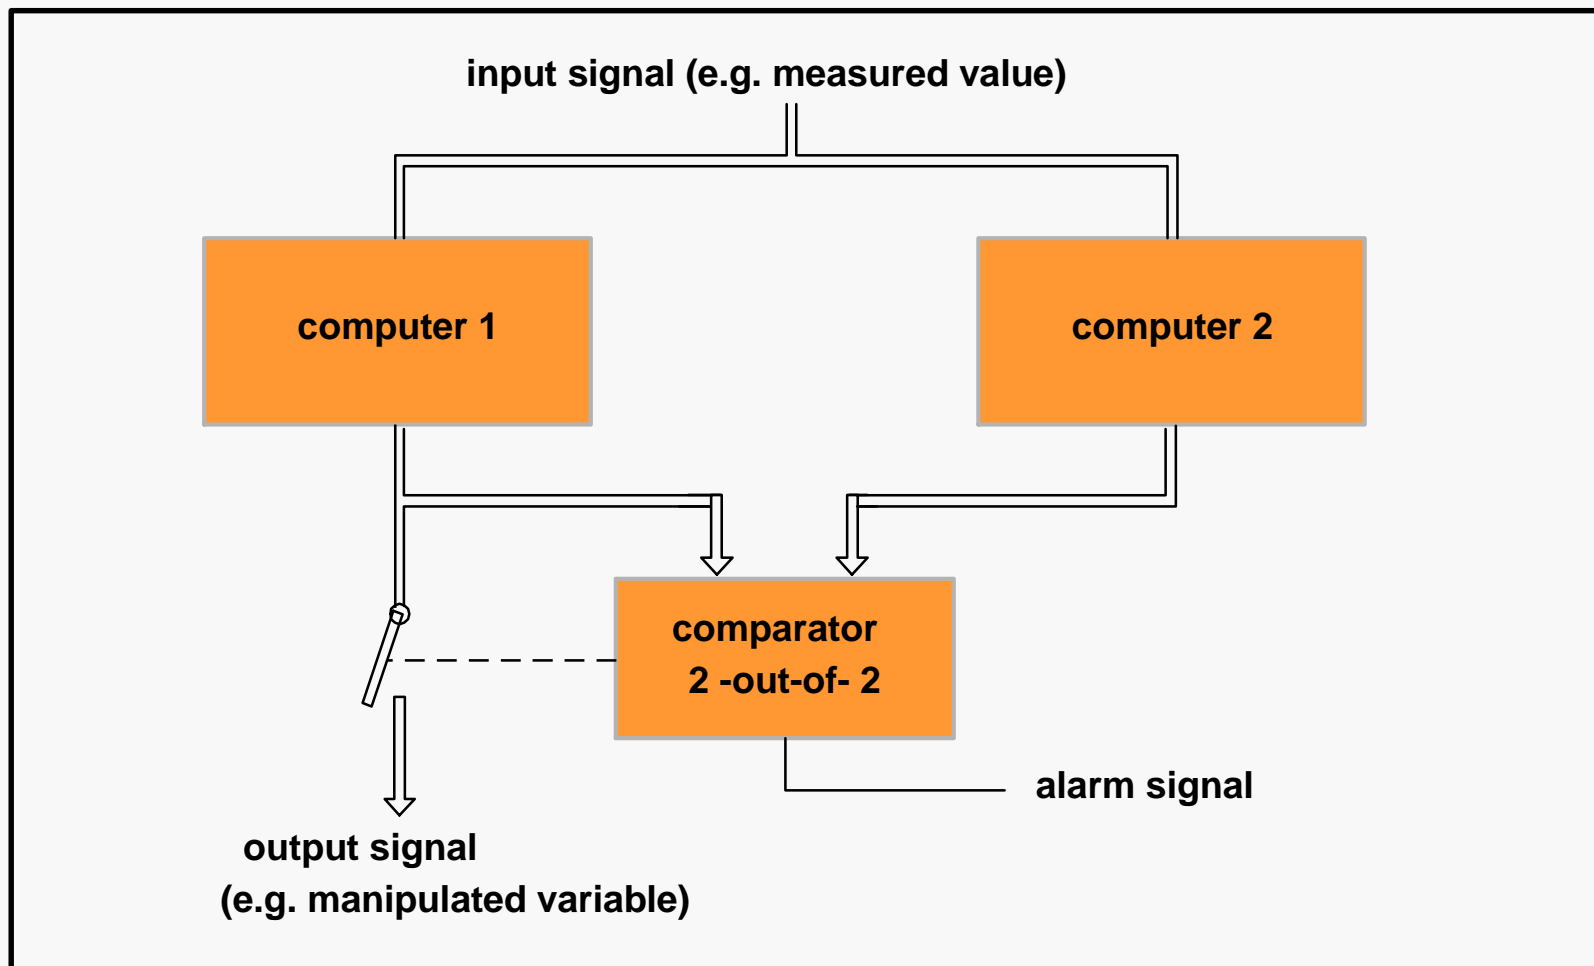 input signal (e.g. measured value)
computer 1
computer 2
comparator
2 -out-of- 2
alarm signal
output signal
(e.g. manipulated variable)